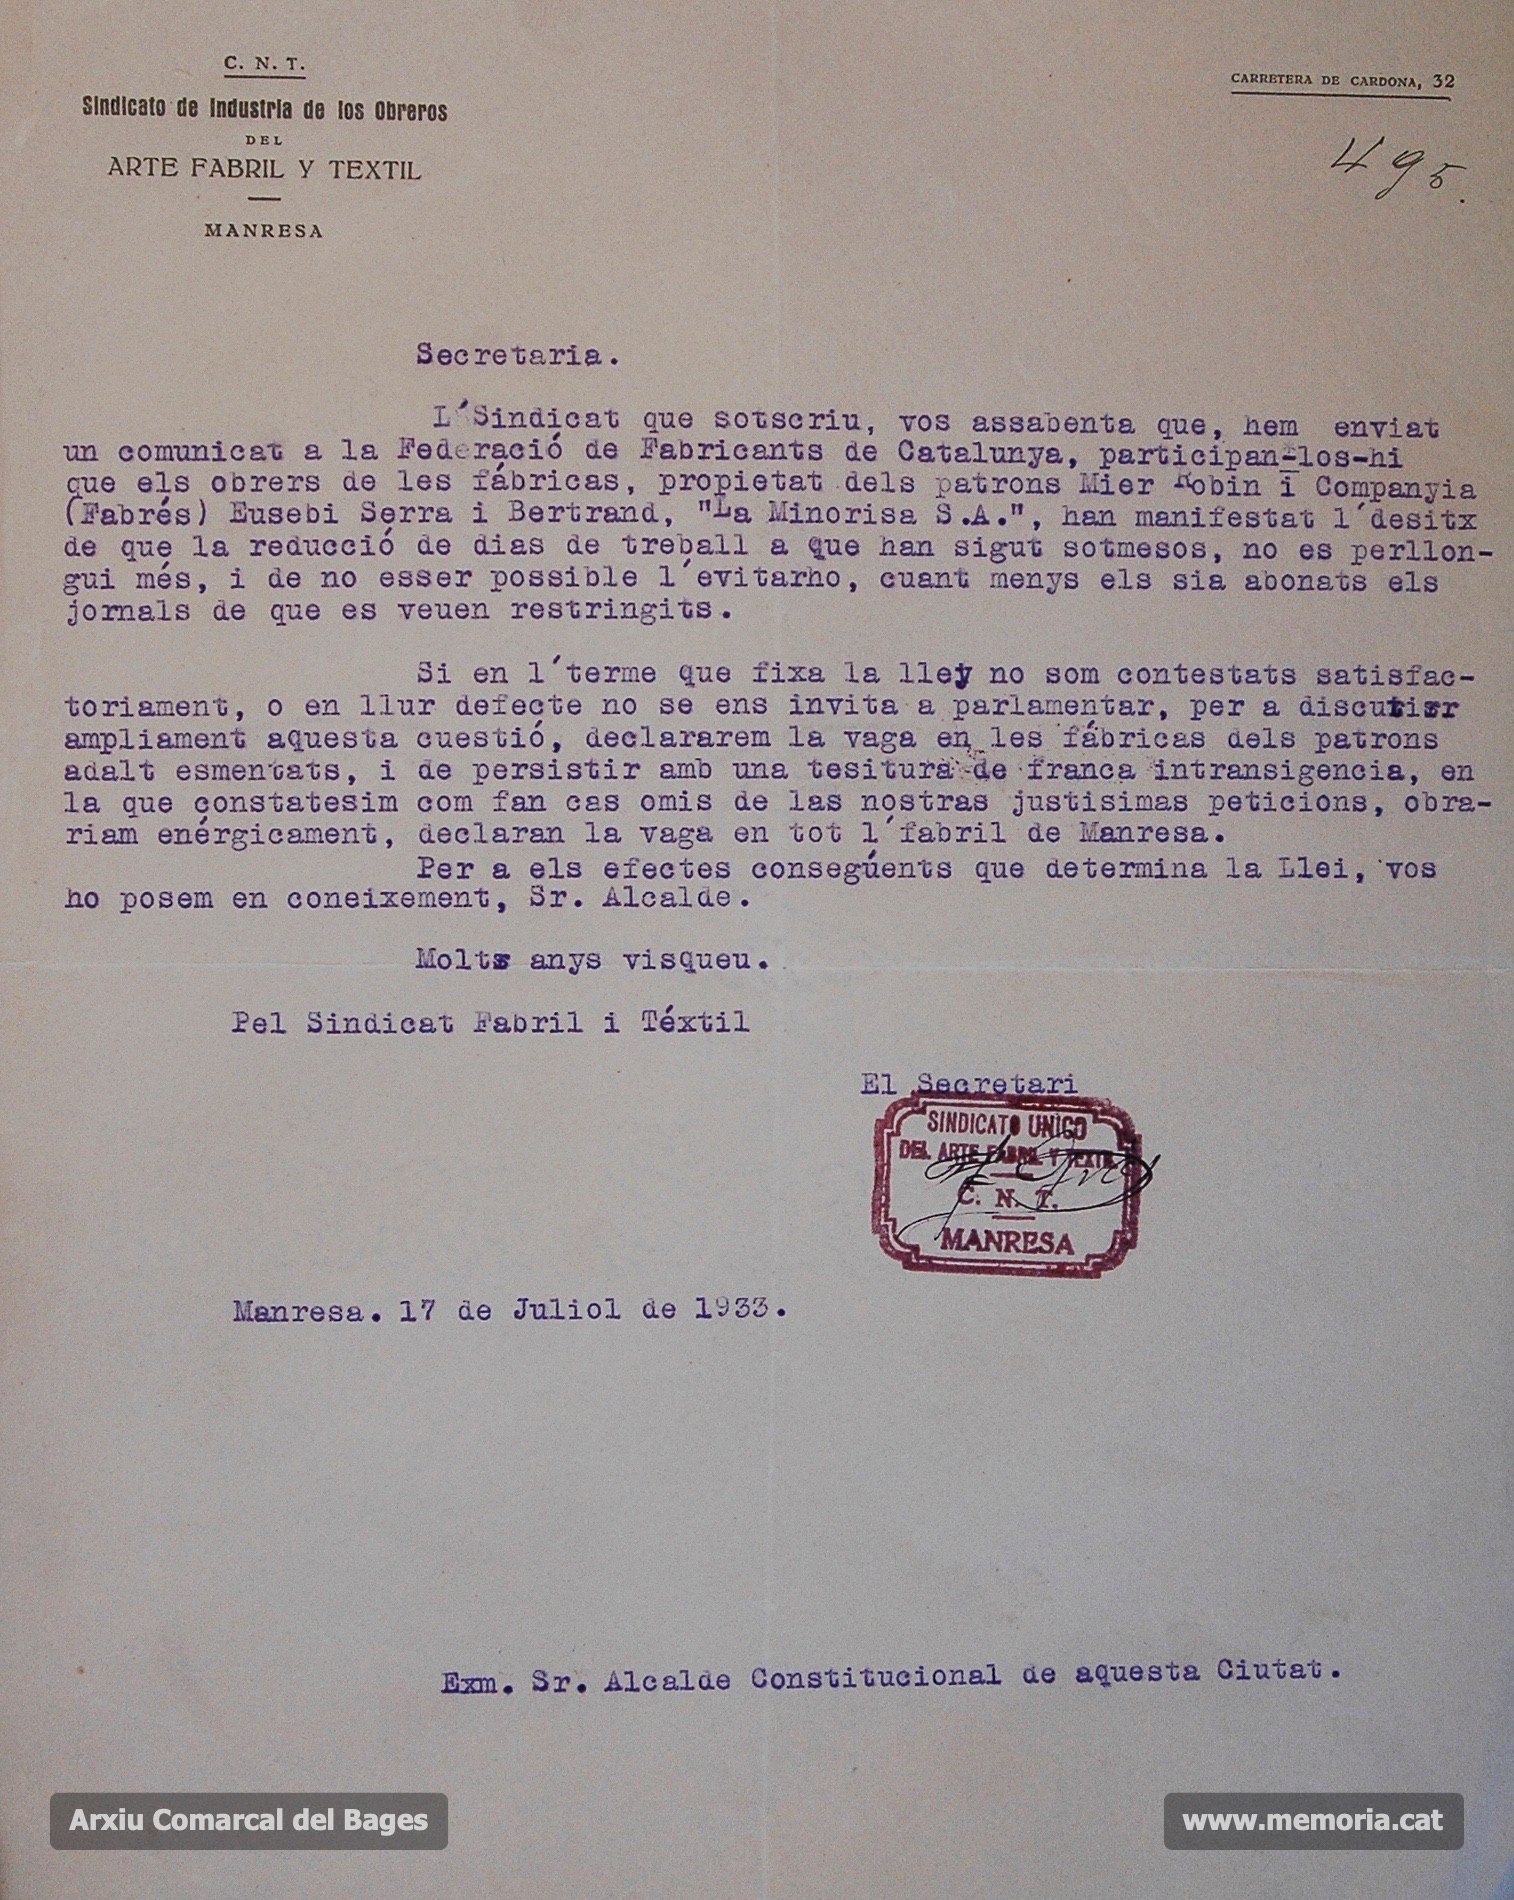 C. N. T.
Sindicato de Industria de los Obreros
DEL
ARTE FABRIL Y TEXTIL
MANRESA
CARRETERA DE CARDONA, 32
495.
Secretaria.
L´Sindicat que sotscriu, vos assabenta que, hem enviat
un comunicat a la Federació de Fabricants de Catalunya, participan-los-hi
que els obrers de les fábricas, propietat dels patrons Mier Robin i Companyia
(Fabrés) Eusebi Serra i Bertrand, "La Minorisa S.A.", han manifestat l´desitx
de que la reducció de dias de treball a que han sigut sotmesos, no es perllon-
gui més, i de no esser possible l´evitarho, cuant menys els sia abonats els
jornals de que es veuen restringits.
Si en l´terme que fixa la lley no som contestats satisfac-
toriament, o en llur defecte no se ens invita a parlamentar, per a discutir
ampliament aquesta cuestió, declararem la vaga en les fábricas dels patrons
adalt esmentats, i de persistir amb una tesitura de franca intransigencia, en
la que constatesim com fan cas omis de las nostras justisimas peticions, obra-
riam enérgicament, declaran la vaga en tot l´fabril de Manresa.
Per a els efectes conseguents que determina la Llei, vos
ho posem en coneixement, Sr. Alcalde.
Molts anys visqueu.
Pel Sindicat Fabril i Téxtil
El Secretari
SINDICATO UNICO
DEL ARTE FABRIL Y TEXTIL
C. N. T.
MANRESA
Manresa. 17 de Juliol de 1933.
Exm. Sr. Alcalde Constitucional de aquesta Ciutat.
Arxiu Comarcal del Bages
www.memoria.cat